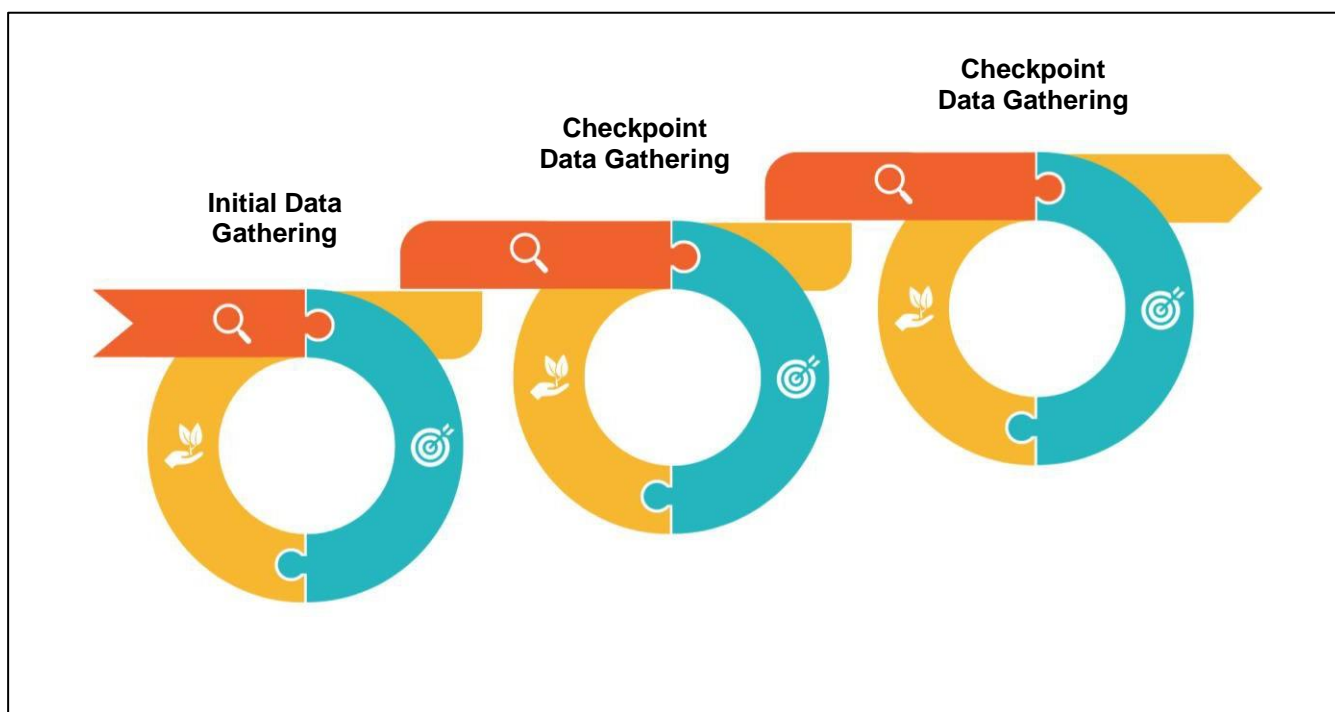 Initial Data
Gathering
Checkpoint
Data Gathering
Checkpoint
Data Gathering